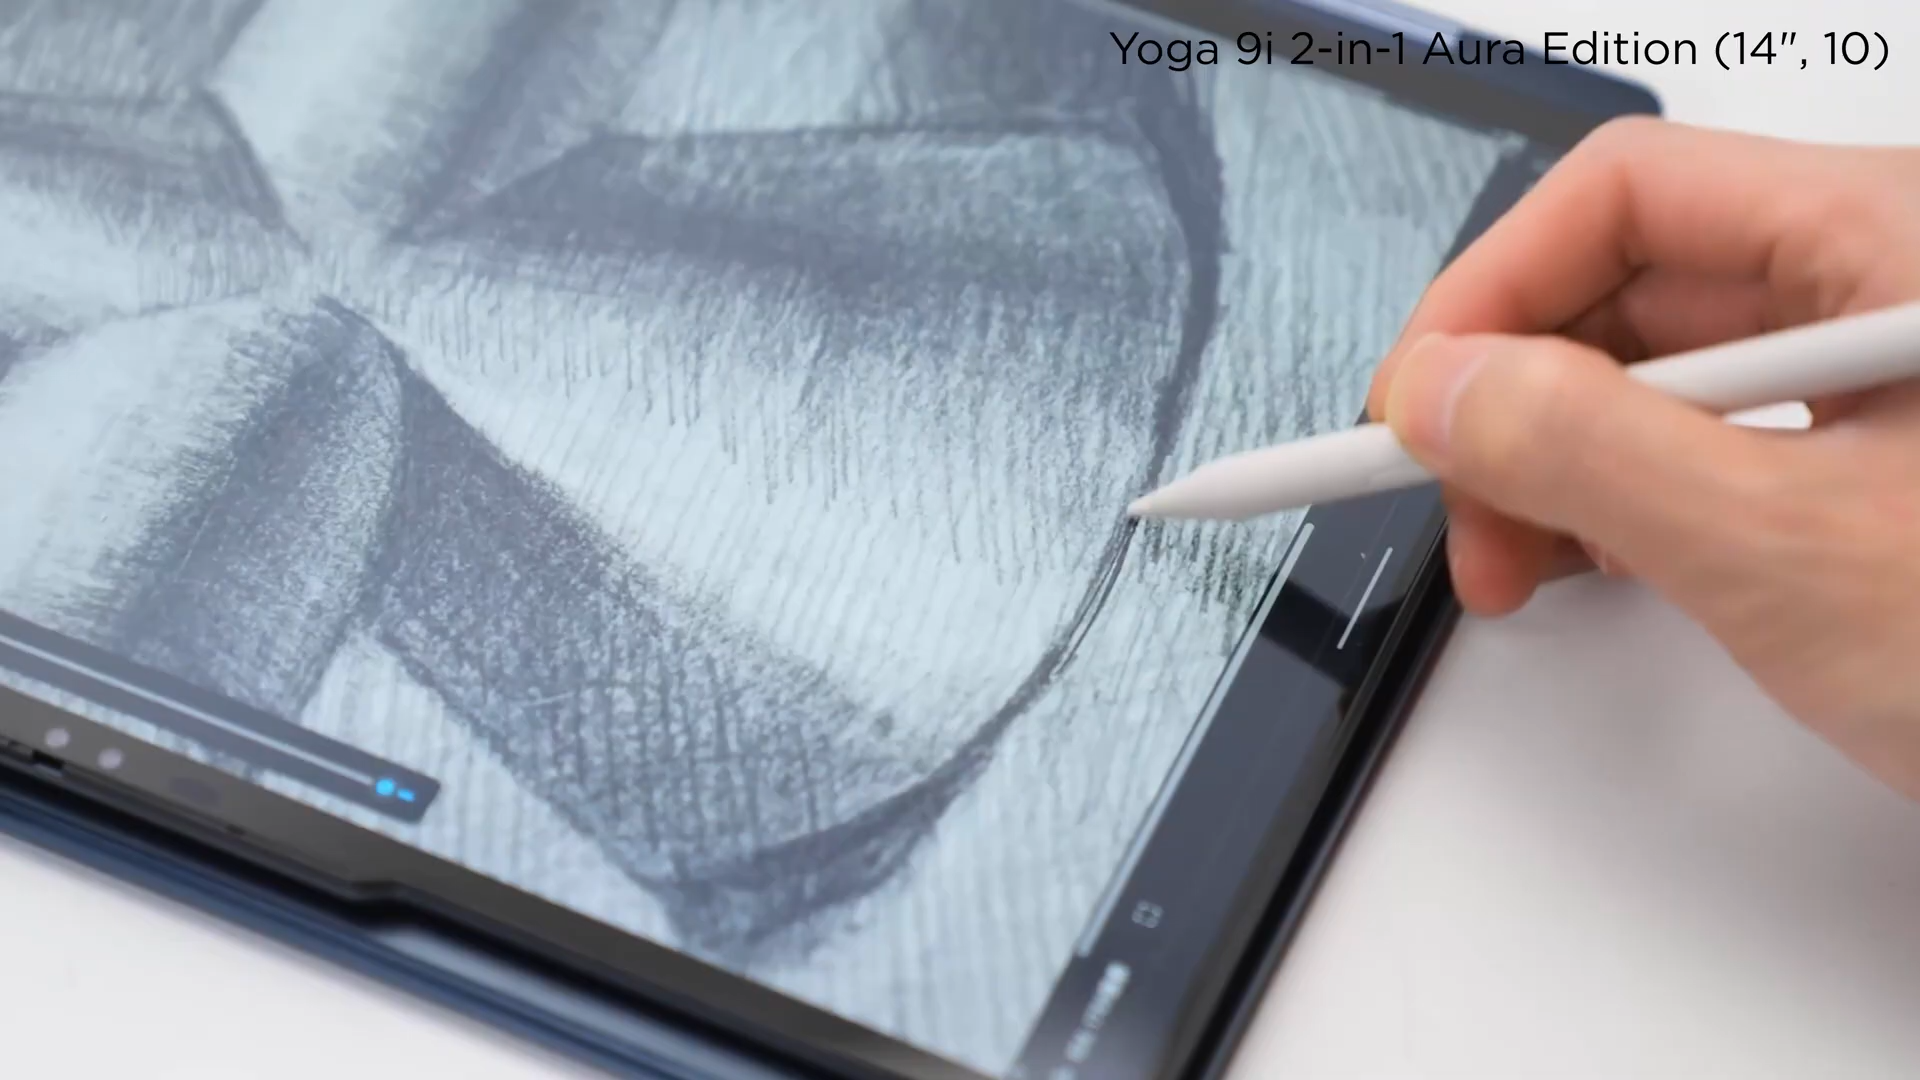 Yoga 9i 2-in-1 Aura Edition (14″, 10)